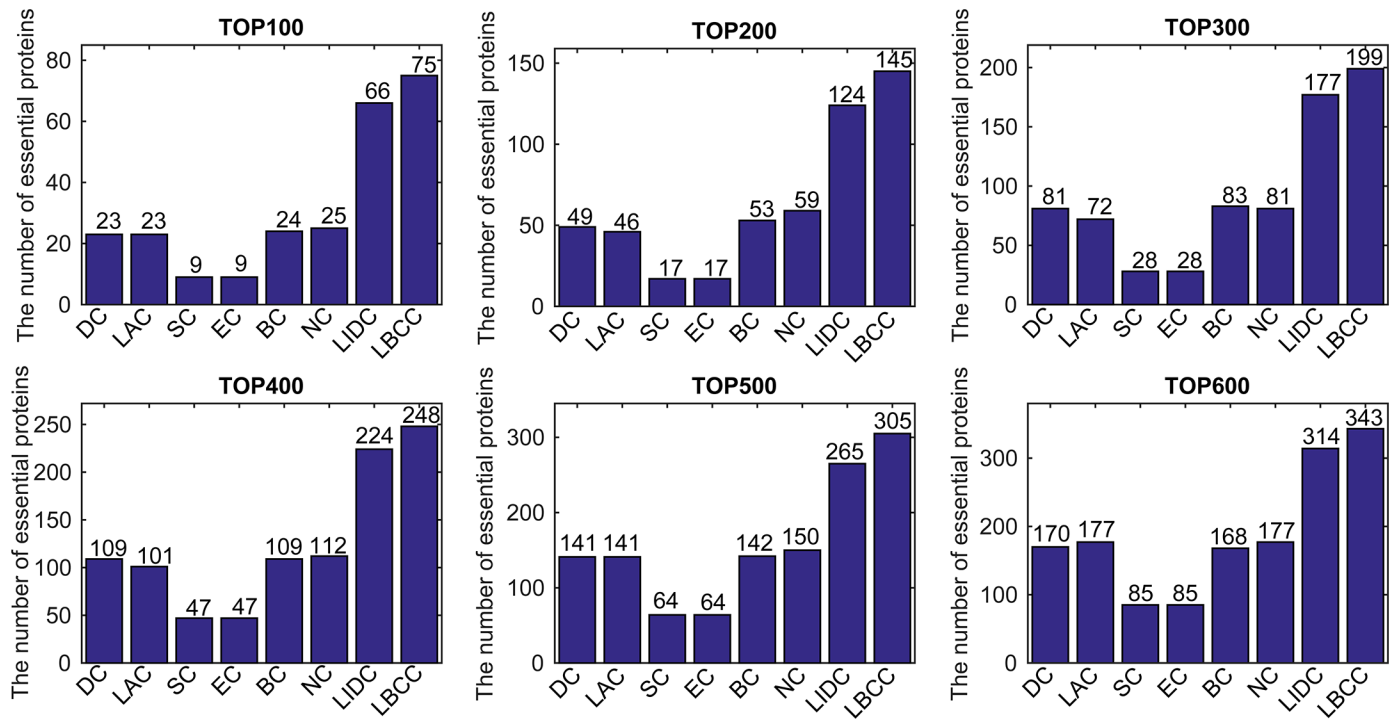 TOP100
The number of essential proteins
80
60
40
20
0
23
23
9
9
24
25
66
75
DC
LAC
SC
EC
BC
NC
LIDC
LBCC
TOP200
The number of essential proteins
150
100
50
0
49
46
17
17
53
59
124
145
DC
LAC
SC
EC
BC
NC
LIDC
LBCC
TOP300
The number of essential proteins
200
150
100
50
0
81
72
28
28
83
81
177
199
DC
LAC
SC
EC
BC
NC
LIDC
LBCC
TOP400
The number of essential proteins
250
200
150
100
50
0
109
101
47
47
109
112
224
248
DC
LAC
SC
EC
BC
NC
LIDC
LBCC
TOP500
The number of essential proteins
300
200
100
0
141
141
64
64
142
150
265
305
DC
LAC
SC
EC
BC
NC
LIDC
LBCC
TOP600
The number of essential proteins
300
200
100
0
170
177
85
85
168
177
314
343
DC
LAC
SC
EC
BC
NC
LIDC
LBCC